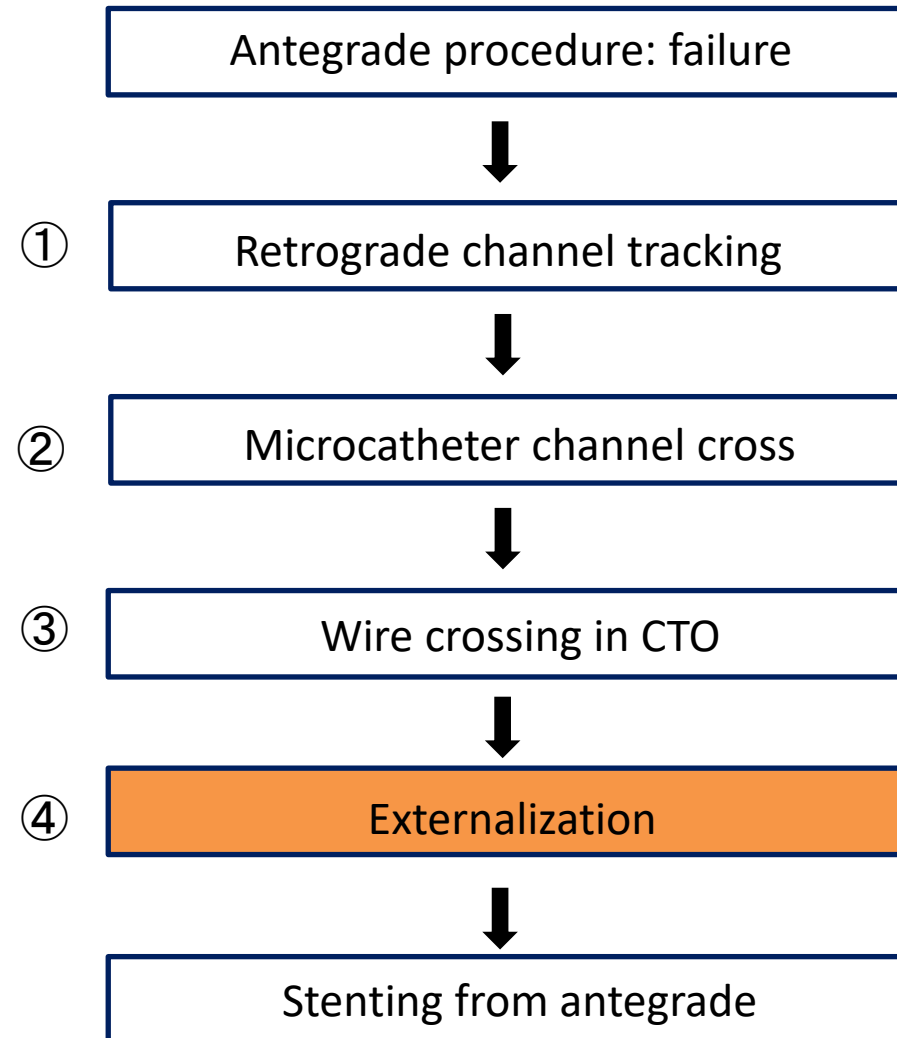 Antegrade procedure: failure
① Retrograde channel tracking
② Microcatheter channel cross
③ Wire crossing in CTO
④ Externalization
Stenting from antegrade